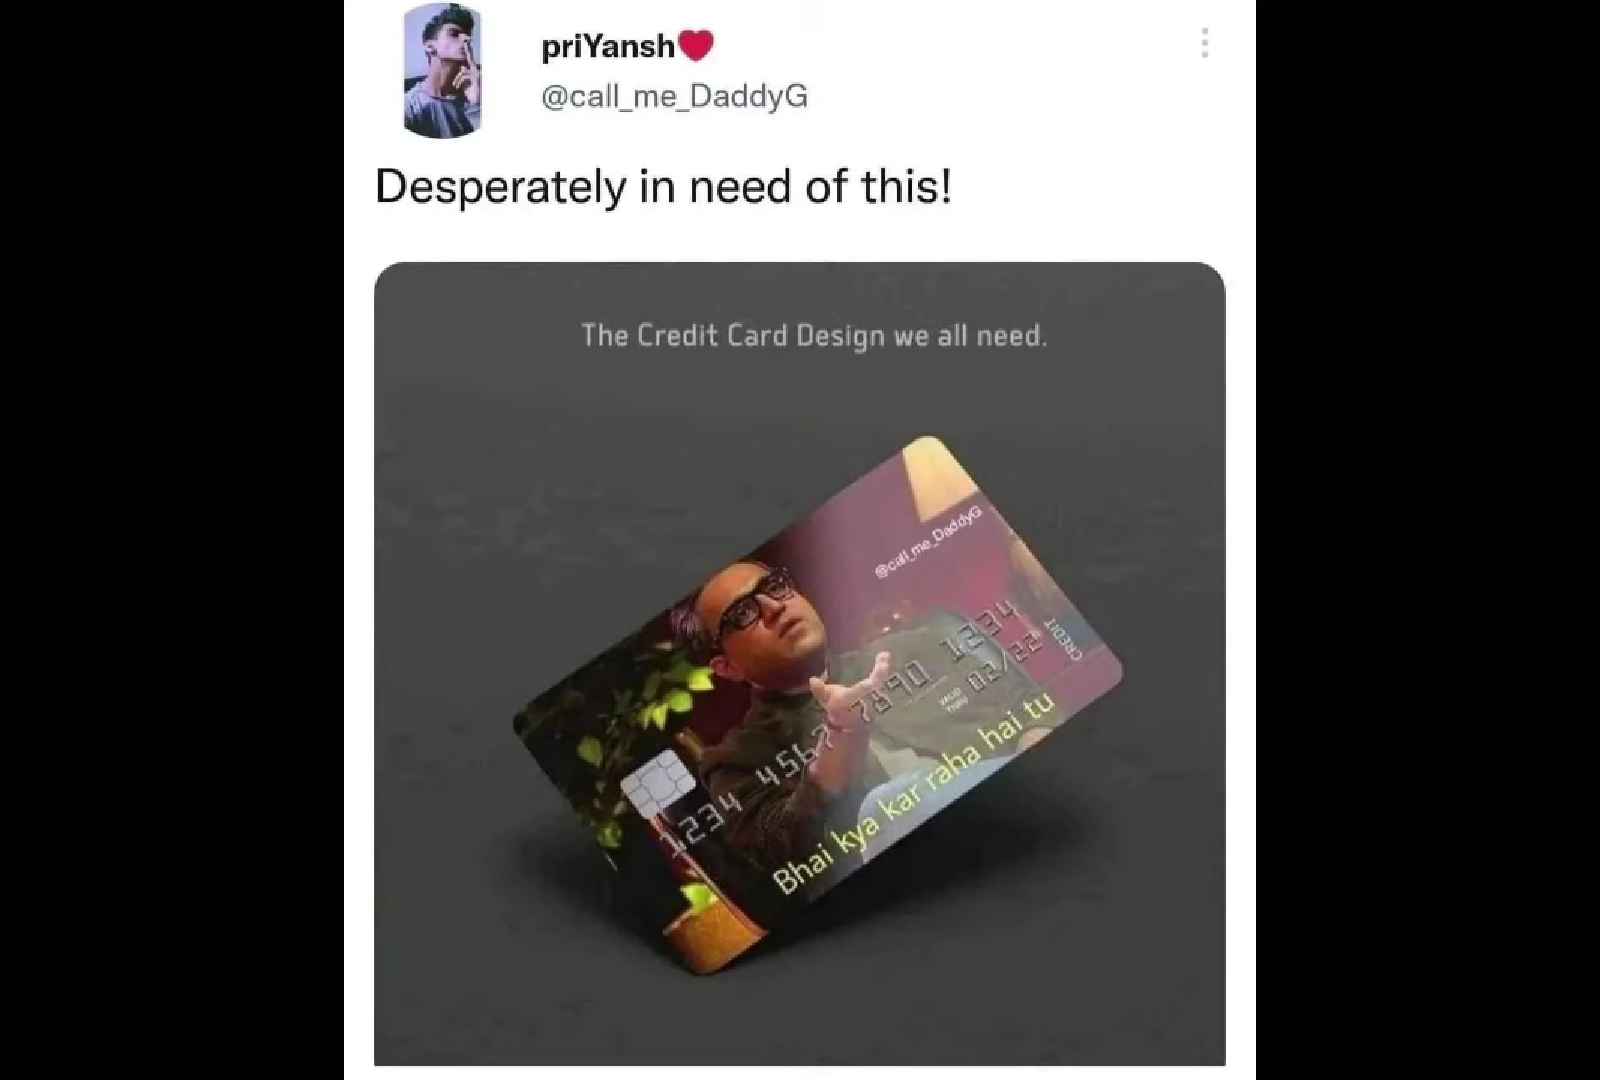 priYansh❤️
@call_me_DaddyG
Desperately in need of this!
The Credit Card Design we all need.
@call_me_DaddyG
1234 4567 7890 1234
VALID
THRU
02/22
CREDIT
Bhai kya kar raha hai tu